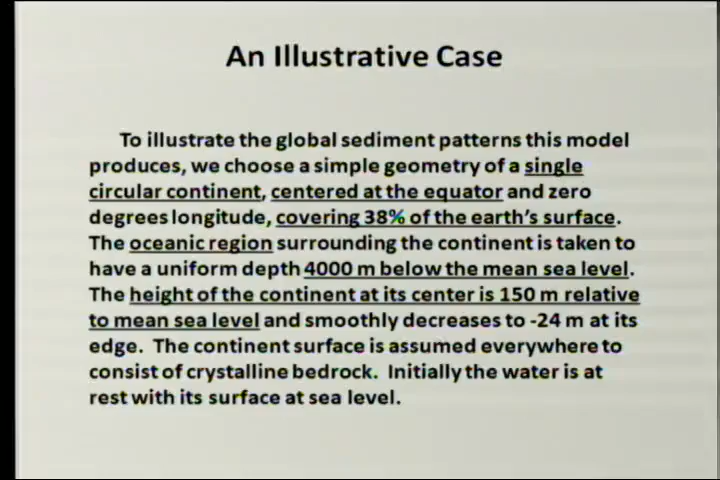 An Illustrative Case
To illustrate the global sediment patterns this model
produces, we choose a simple geometry of a single
circular continent, centered at the equator and zero
degrees longitude, covering 38% of the earth's surface.
The oceanic region surrounding the continent is taken to
have a uniform depth 4000 m below the mean sea level.
The height of the continent at its center is 150 m relative
to mean sea level and smoothly decreases to -24 m at its
edge. The continent surface is assumed everywhere to
consist of crystalline bedrock. Initially the water is at
rest with its surface at sea level.